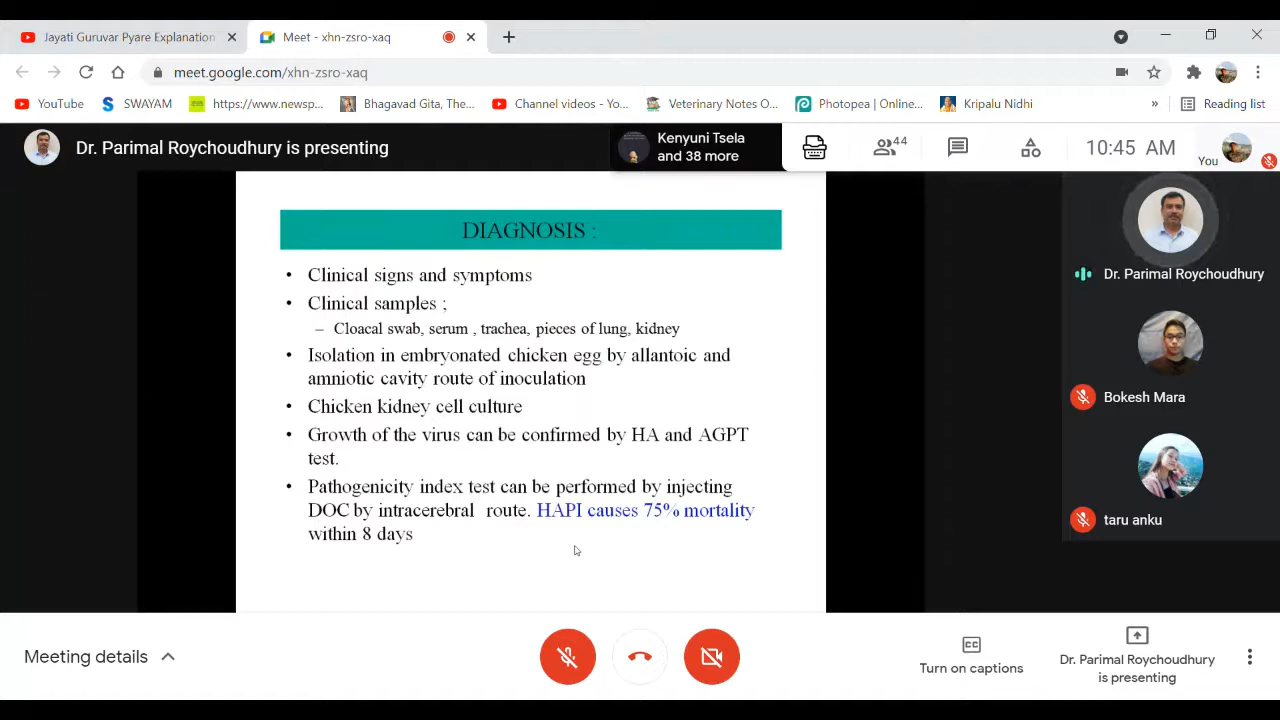 Jayati Guruvar Pyare Explanation
Meet - xhn-zsro-xaq
meet.google.com/xhn-zsro-xaq
YouTube
SWAYAM
https://www.newsp...
Bhagavad Gita, The...
Channel videos - Yo...
Veterinary Notes O...
Photopea | Online...
Kripalu Nidhi
»
Reading list
Dr. Parimal Roychoudhury is presenting
Kenyuni Tsela
and 38 more
44
10:45 AM
You
DIAGNOSIS :
• Clinical signs and symptoms
• Clinical samples ;
– Cloacal swab, serum , trachea, pieces of lung, kidney
• Isolation in embryonated chicken egg by allantoic and
amniotic cavity route of inoculation
• Chicken kidney cell culture
• Growth of the virus can be confirmed by HA and AGPT
test.
• Pathogenicity index test can be performed by injecting
DOC by intracerebral route. HAPI causes 75% mortality
within 8 days
Dr. Parimal Roychoudhury
Bokesh Mara
taru anku
Meeting details
CC
Turn on captions
Dr. Parimal Roychoudhury
is presenting